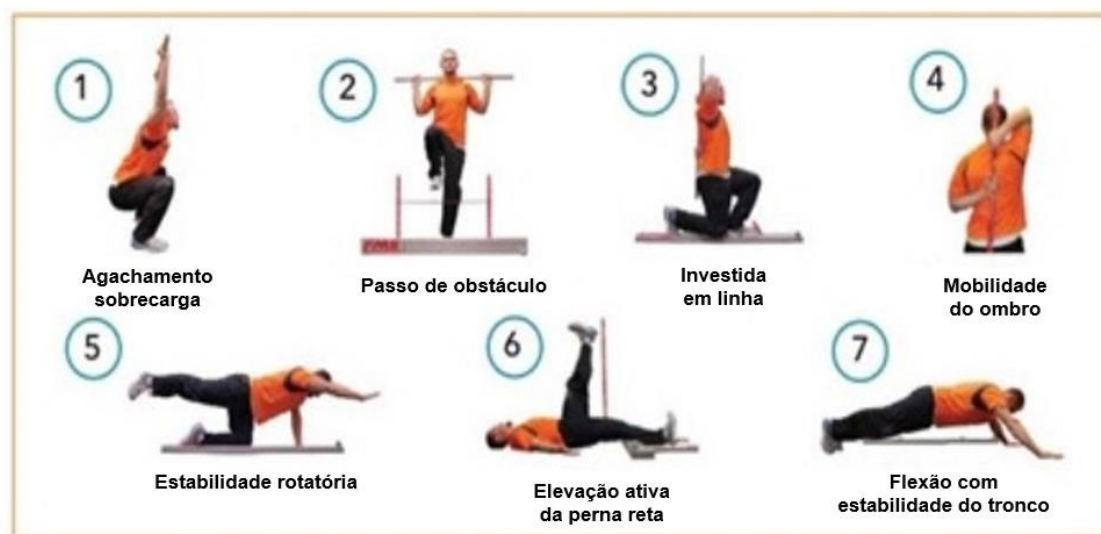 1
2
3
4
Agachamento
sobrecarga
Passo de obstáculo
FMS
Investida
em linha
Mobilidade
do ombro
5
6
7
Estabilidade rotatória
Elevação ativa
da perna reta
Flexão com
estabilidade do tronco